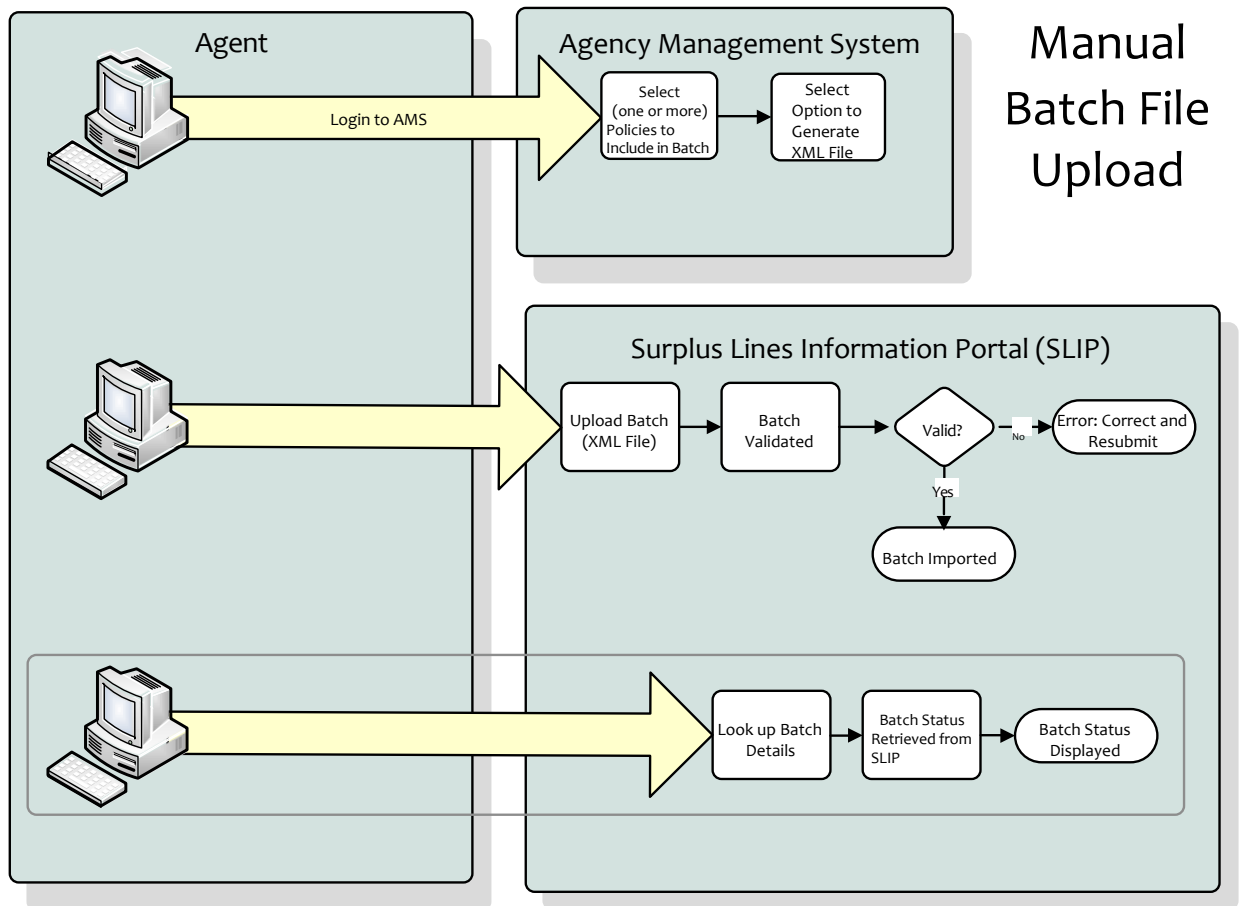 Manual
Batch File
Upload
Agent
Agency Management System
Login to AMS
Select
(one or more)
Policies to
Include in Batch
Select
Option to
Generate
XML File
Surplus Lines Information Portal (SLIP)
Upload Batch
(XML File)
Batch
Validated
Valid?
No
Error: Correct and
Resubmit
Yes
Batch Imported
Look up Batch
Details
Batch Status
Retrieved from
SLIP
Batch Status
Displayed